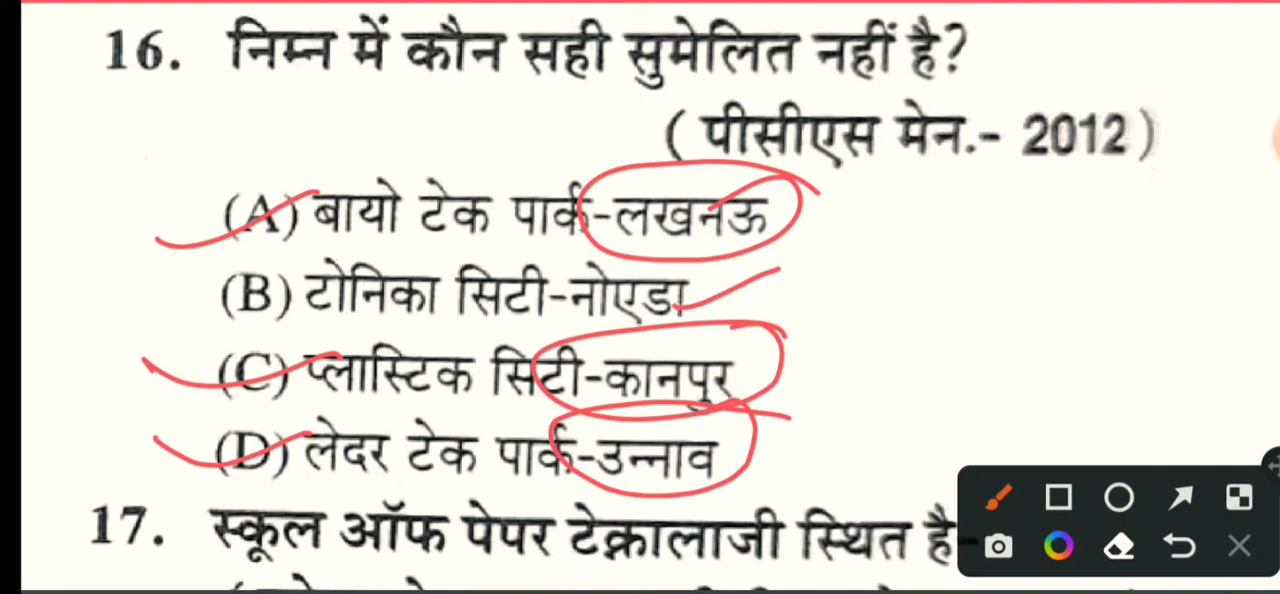 16. निम्न में कौन सही सुमेलित नहीं है?
(पीसीएस मेन.- 2012)
(A) बायो टेक पार्क-लखनऊ
(B) टोनिका सिटी-नोएडा
(C) प्लास्टिक सिटी-कानपुर
(D) लेदर टेक पार्क-उन्नाव
17. स्कूल ऑफ पेपर टेक्नालाजी स्थित है-